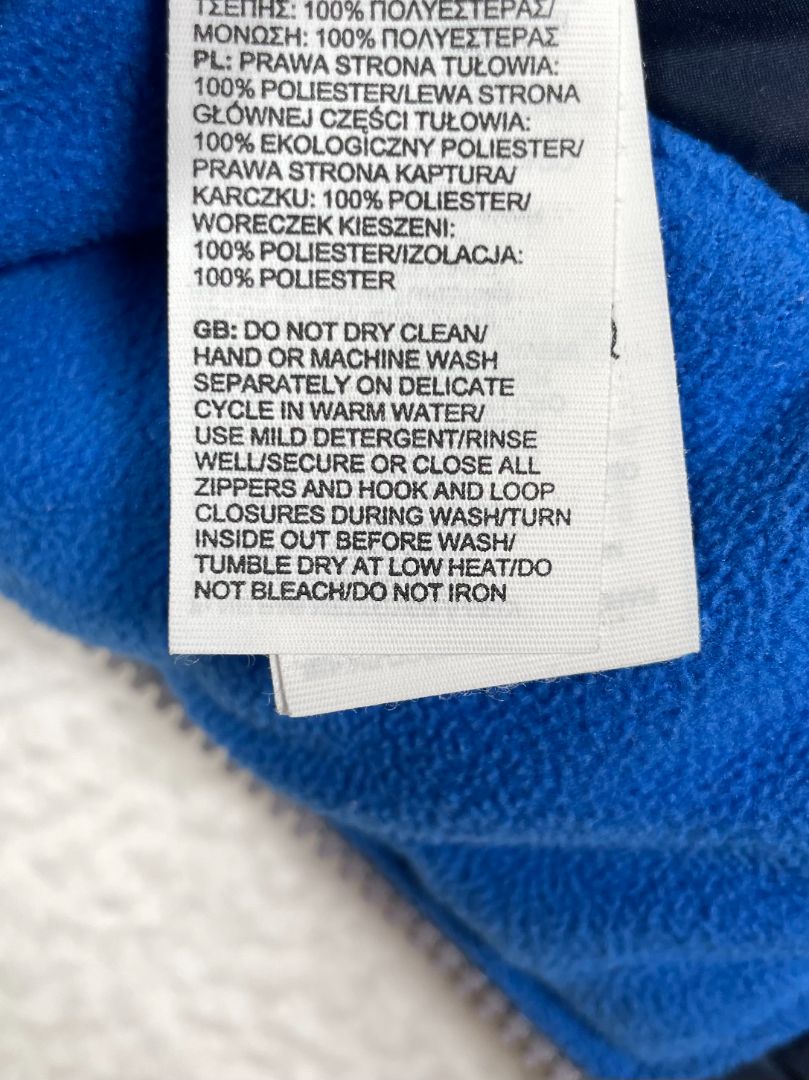 ΤΣΕΠΗΣ: 100% ΠΟΛΥΕΣΤΕΡΑΣ/
ΜΟΝΩΣΗ: 100% ΠΟΛΥΕΣΤΕΡΑΣ
PL: PRAWA STRONA TUŁOWIA:
100% POLIESTER/LEWA STRONA
GŁÓWNEJ CZĘŚCI TUŁOWIA:
100% EKOLOGICZNY POLIESTER/
PRAWA STRONA KAPTURA/
KARCZKU: 100% POLIESTER/
WORECZEK KIESZENI:
100% POLIESTER/IZOLACJA:
100% POLIESTER
GB: DO NOT DRY CLEAN/
HAND OR MACHINE WASH
SEPARATELY ON DELICATE
CYCLE IN WARM WATER/
USE MILD DETERGENT/RINSE
WELL/SECURE OR CLOSE ALL
ZIPPERS AND HOOK AND LOOP
CLOSURES DURING WASH/TURN
INSIDE OUT BEFORE WASH/
TUMBLE DRY AT LOW HEAT/DO
NOT BLEACH/DO NOT IRON